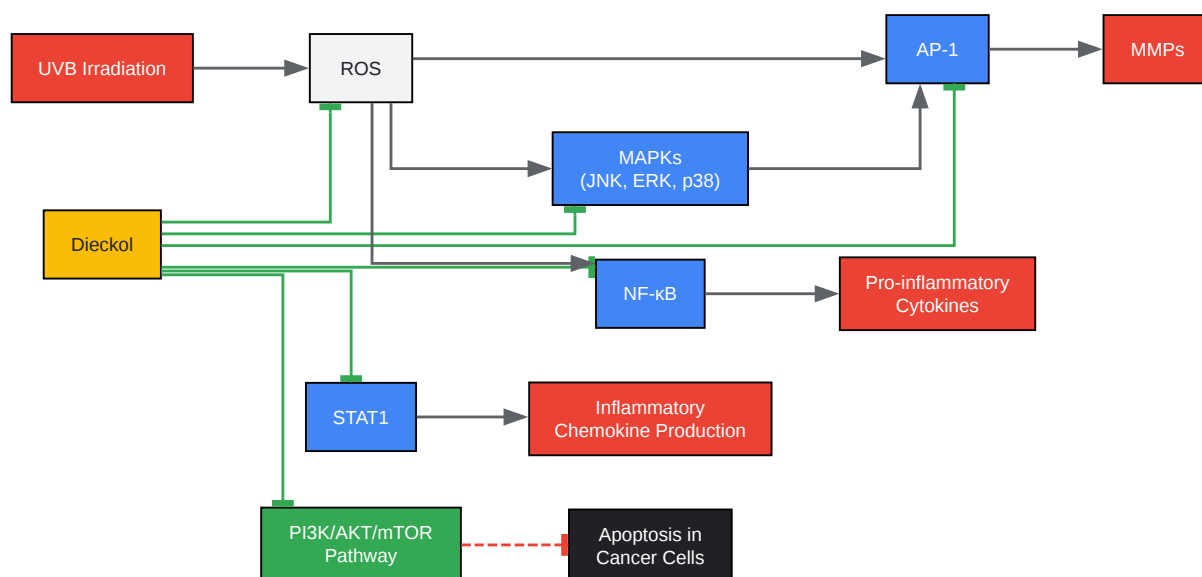 UVB Irradiation
ROS
AP-1
MMPs
MAPKs
(JNK, ERK, p38)
Dieckol
NF-κB
Pro-inflammatory
Cytokines
STAT1
Inflammatory
Chemokine Production
PI3K/AKT/mTOR
Pathway
Apoptosis in
Cancer Cells